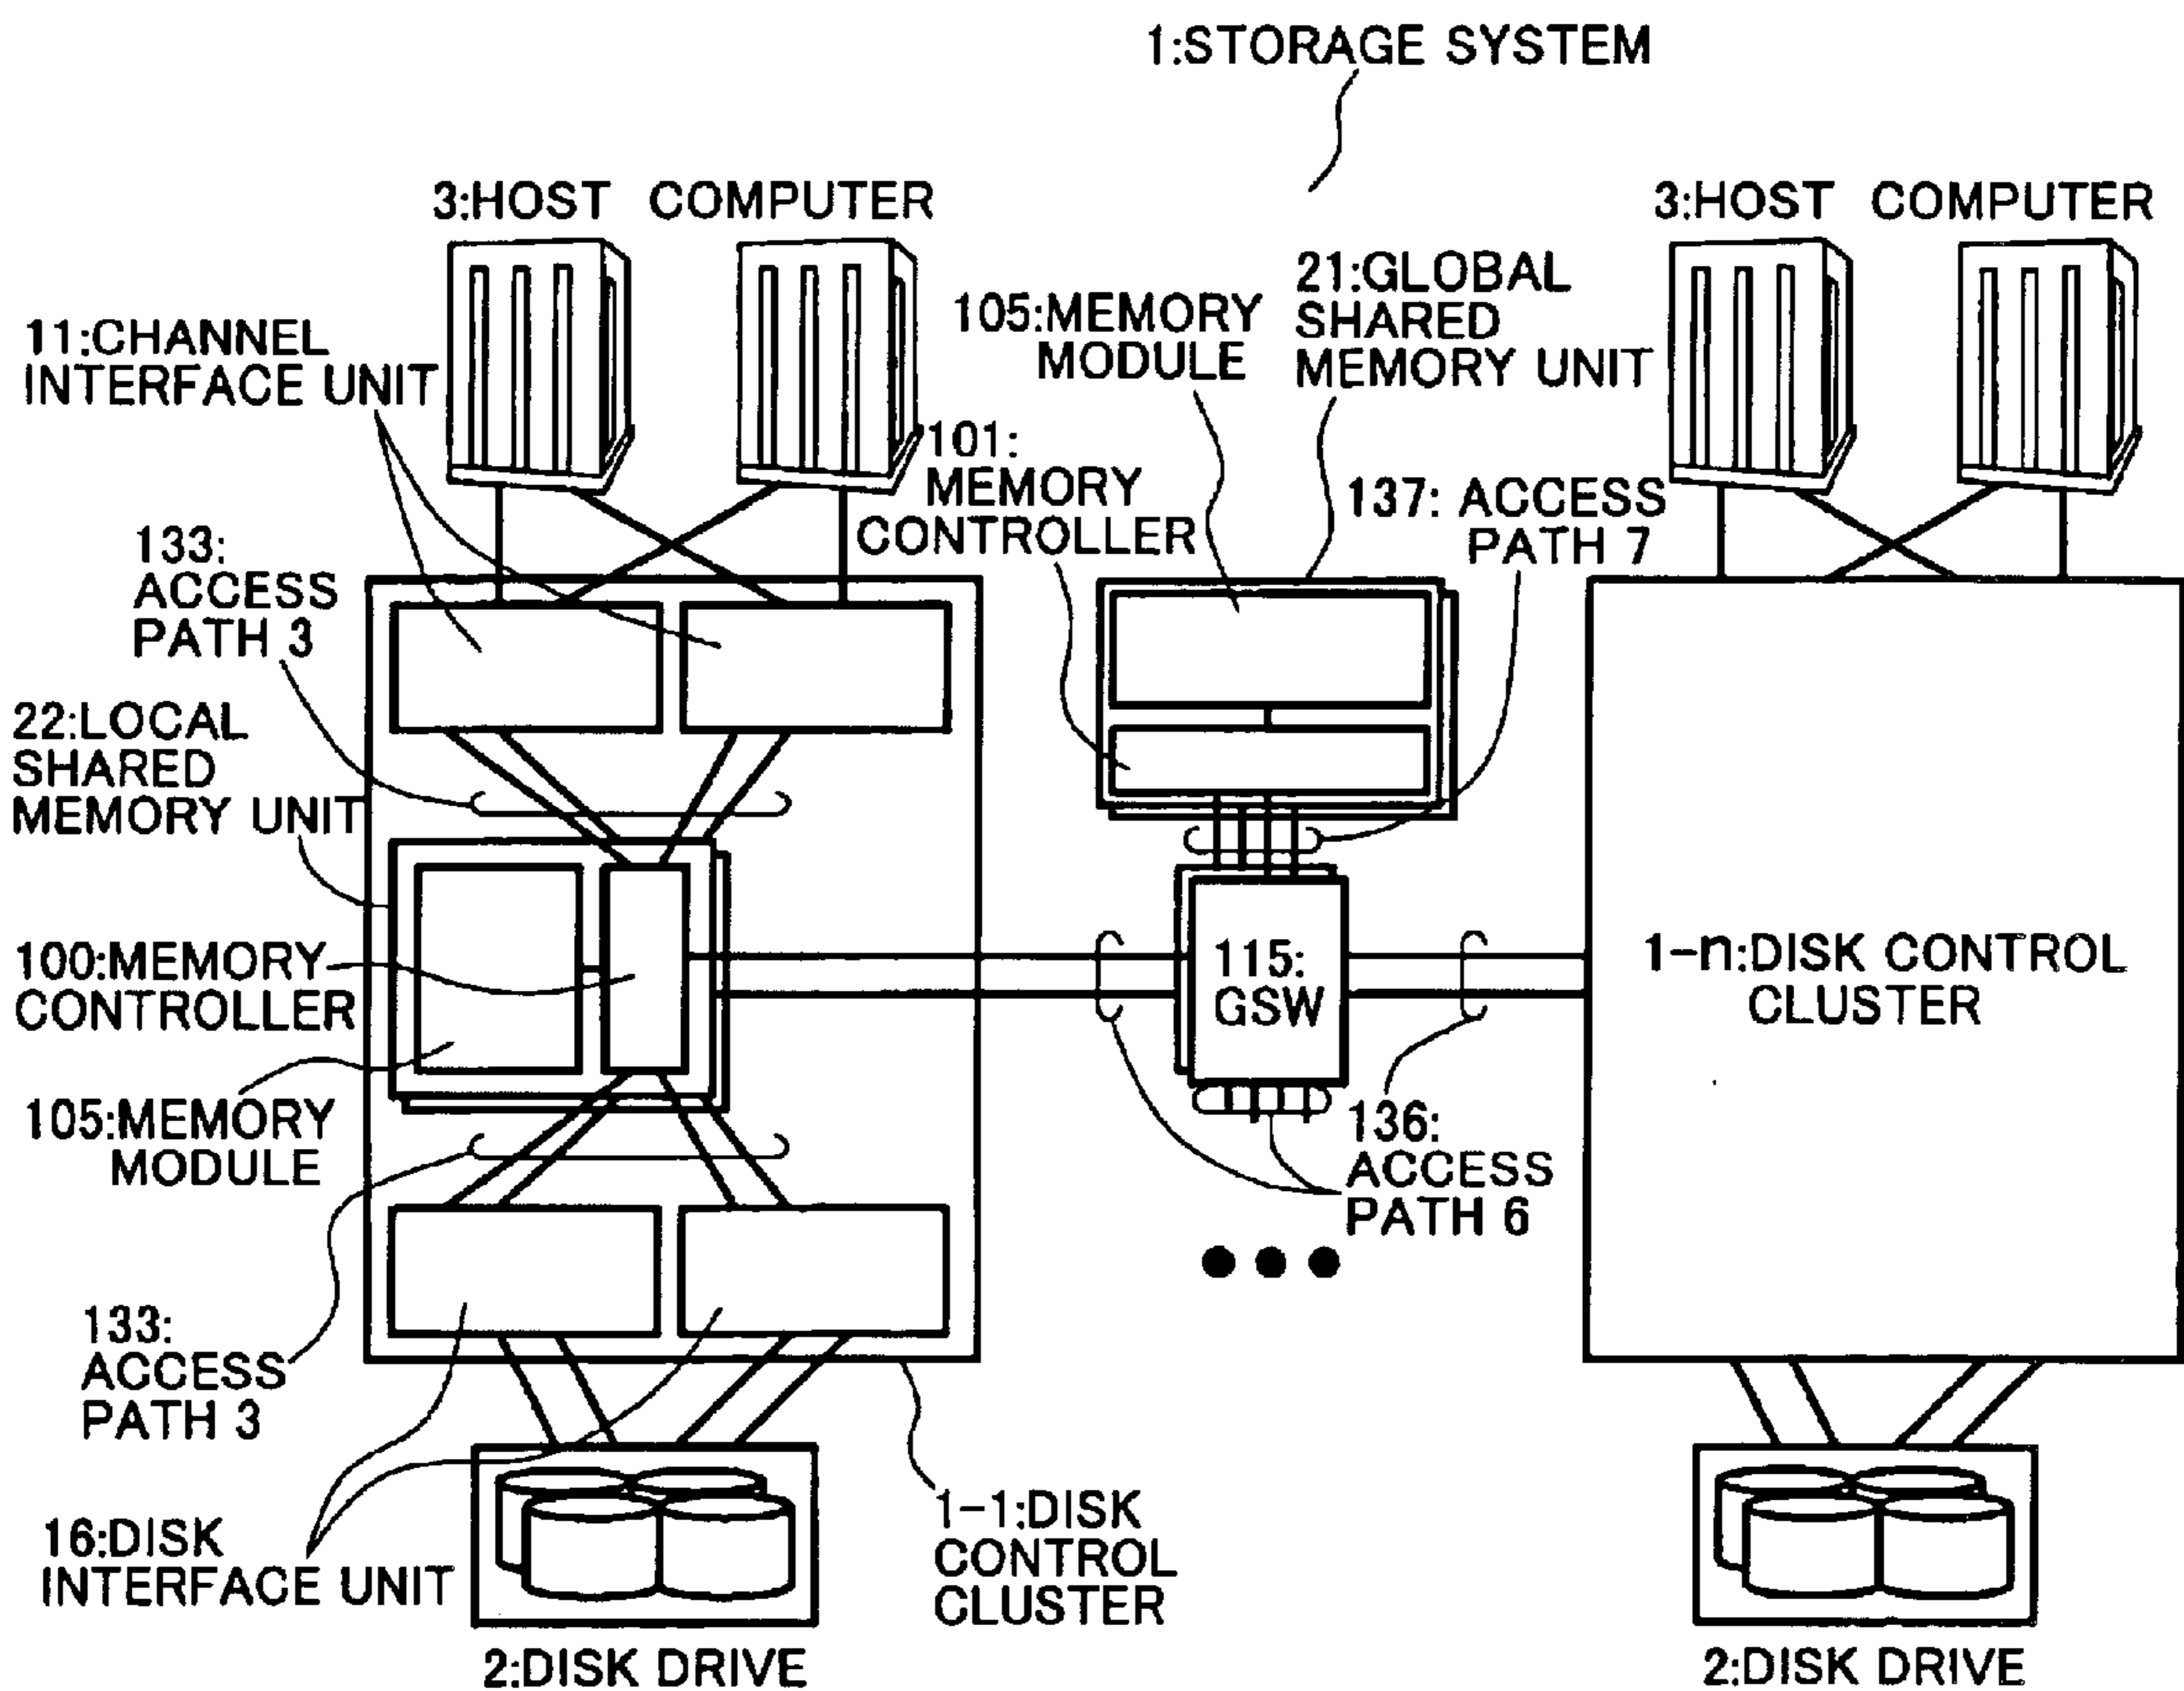 1:STORAGE SYSTEM
3:HOST COMPUTER
3:HOST COMPUTER
11:CHANNEL
INTERFACE UNIT
105:MEMORY
MODULE
21:GLOBAL
SHARED
MEMORY UNIT
101:
MEMORY
CONTROLLER
137: ACCESS
PATH 7
133:
ACCESS
PATH 3
22:LOCAL
SHARED
MEMORY UNIT
100:MEMORY
CONTROLLER
115:
GSW
1-n:DISK CONTROL
CLUSTER
105:MEMORY
MODULE
136:
ACCESS
PATH 6
133:
ACCESS
PATH 3
16:DISK
INTERFACE UNIT
1-1:DISK
CONTROL
CLUSTER
2:DISK DRIVE
2:DISK DRIVE